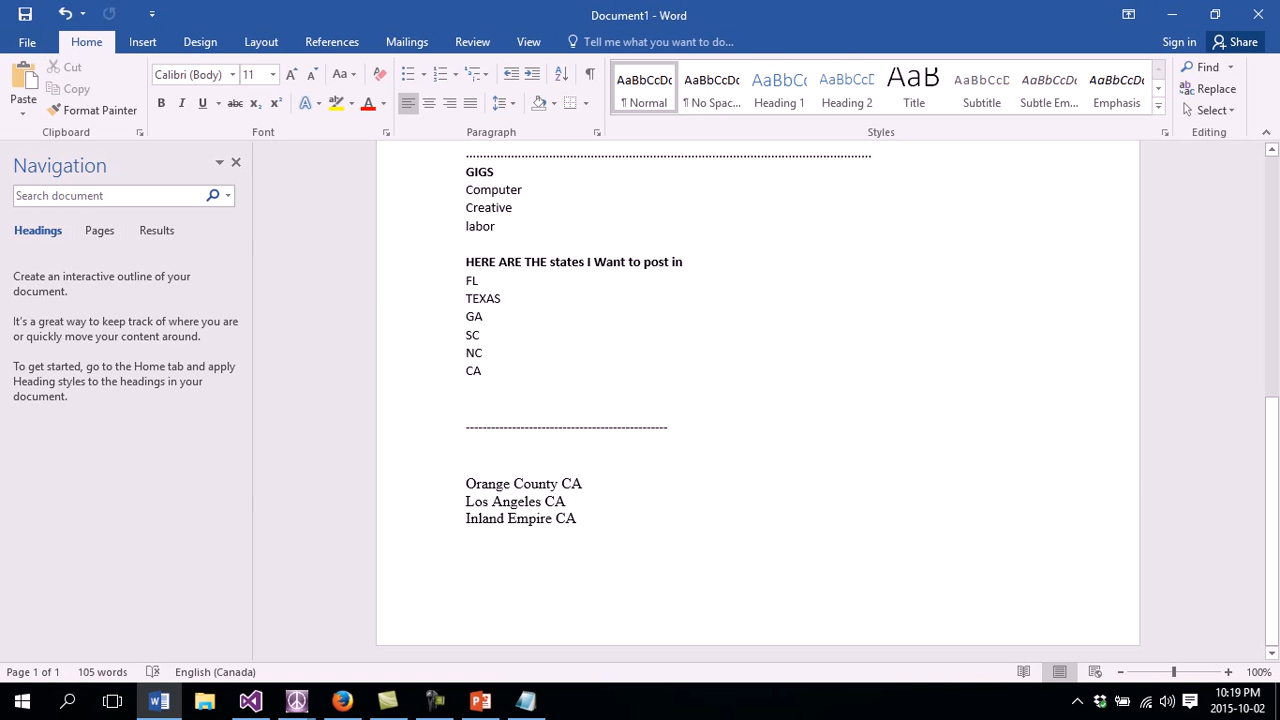 Document1 - Word
File Home Insert Design Layout References Mailings Review View Tell me what you want to do... Sign in Share
Paste
Cut
Copy
Format Painter
Clipboard
Calibri (Body) 11
Font
Paragraph
AaBbCcDc AaBbCcDc AaBbCc AaBbCcD AaB AaBbCcD AaBbCcDc AaBbCcDc
¶ Normal ¶ No Spac... Heading 1 Heading 2 Title Subtitle Subtle Em... Emphasis
Styles
Find
Replace
Select
Editing
Navigation
Search document
Headings Pages Results
Create an interactive outline of your
document.
It's a great way to keep track of where you are
or quickly move your content around.
To get started, go to the Home tab and apply
Heading styles to the headings in your
document.
GIGS
Computer
Creative
labor
HERE ARE THE states I Want to post in
FL
TEXAS
GA
SC
NC
CA
------------------------------------------------
Orange County CA
Los Angeles CA
Inland Empire CA
Page 1 of 1 105 words English (Canada) 100%
10:19 PM
2015-10-02